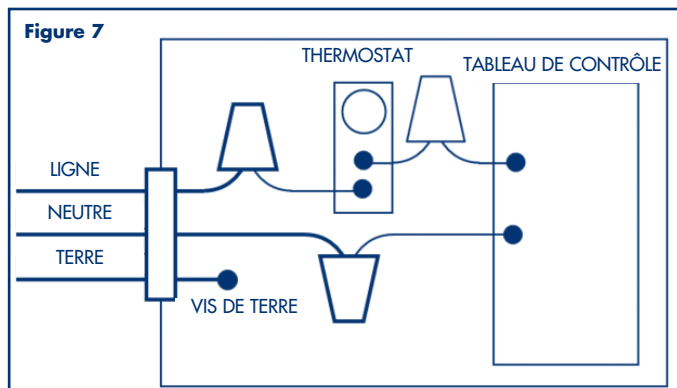 Figure 7
THERMOSTAT
TABLEAU DE CONTRÔLE
LIGNE
NEUTRE
TERRE
VIS DE TERRE